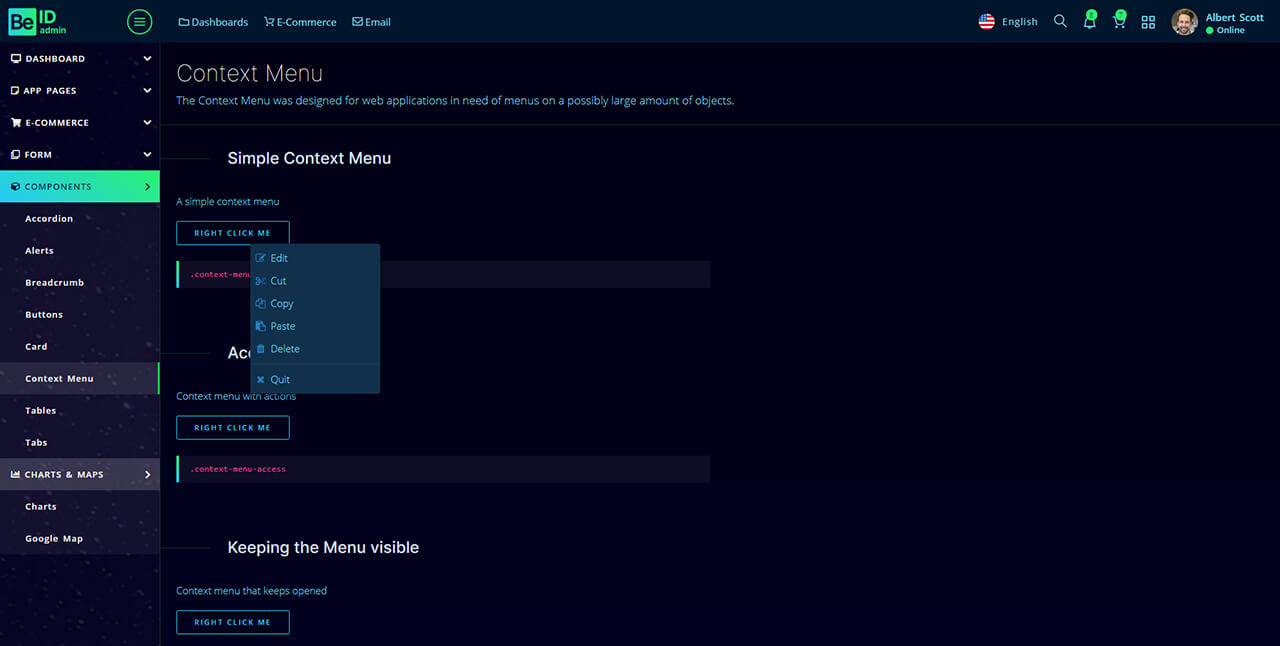 Be ID admin
Dashboards E-Commerce Email
English
Albert Scott
Online
DASHBOARD
APP PAGES
E-COMMERCE
FORM
COMPONENTS
Accordion
Alerts
Breadcrumb
Buttons
Card
Context Menu
Tables
Tabs
CHARTS & MAPS
Charts
Google Map
Context Menu
The Context Menu was designed for web applications in need of menus on a possibly large amount of objects.
Simple Context Menu
A simple context menu
RIGHT CLICK ME
.context-menu
Edit
Cut
Copy
Paste
Delete
Quit
Context menu with actions
RIGHT CLICK ME
.context-menu-access
Keeping the Menu visible
Context menu that keeps opened
RIGHT CLICK ME